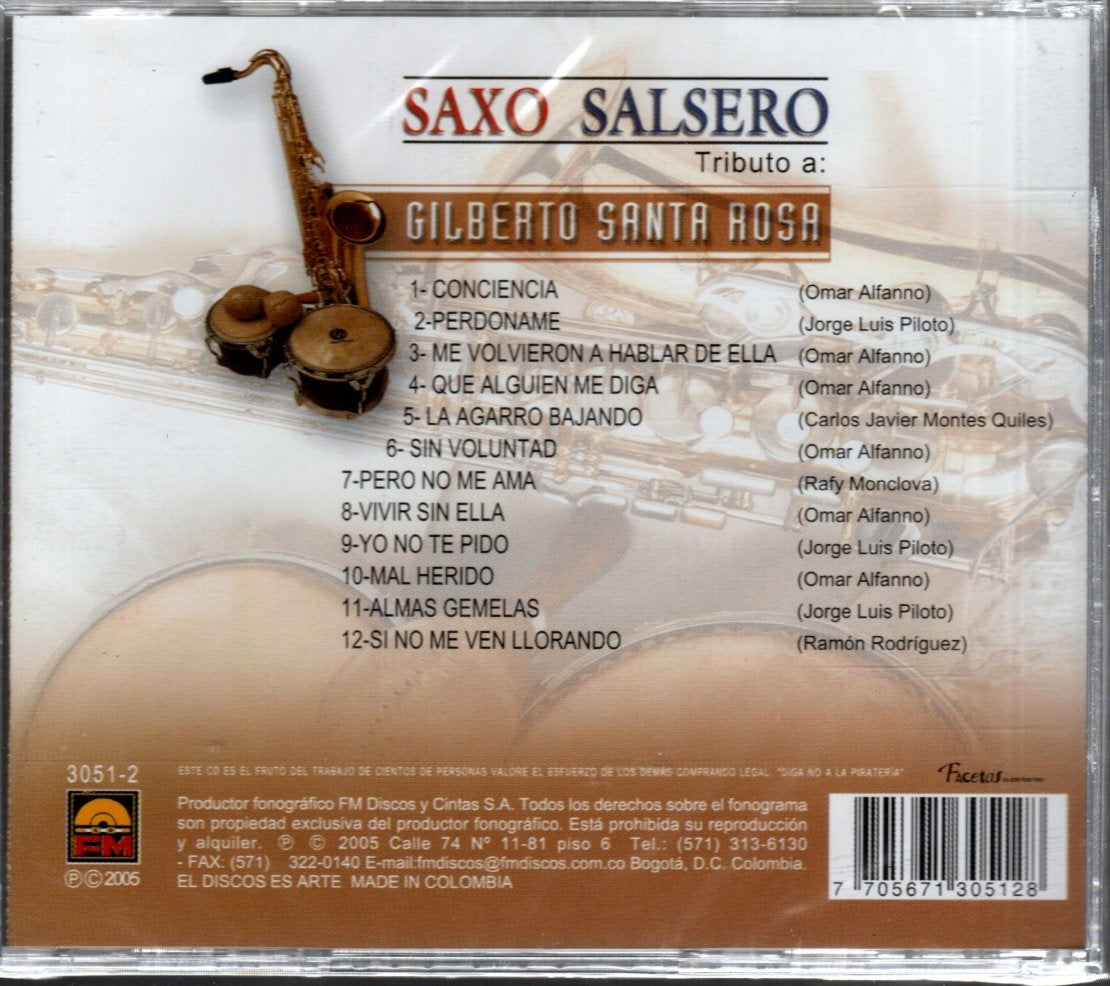 SAXO SALSERO
Tributo a:
GILBERTO SANTA ROSA
1- CONCIENCIA (Omar Alfanno)
2-PERDONAME (Jorge Luis Piloto)
3- ME VOLVIERON A HABLAR DE ELLA (Omar Alfanno)
4- QUE ALGUIEN ME DIGA (Omar Alfanno)
5- LA AGARRO BAJANDO (Carlos Javier Montes Quiles)
6- SIN VOLUNTAD (Omar Alfanno)
7-PERO NO ME AMA (Rafy Monclova)
8-VIVIR SIN ELLA (Omar Alfanno)
9-YO NO TE PIDO (Jorge Luis Piloto)
10-MAL HERIDO (Omar Alfanno)
11-ALMAS GEMELAS (Jorge Luis Piloto)
12-SI NO ME VEN LLORANDO (Ramón Rodríguez)
3051-2
ESTE CD ES EL FRUTO DEL TRABAJO DE CIENTOS DE PERSONAS VALORE EL ESFUERZO DE LOS DEMÁS COMPRANDO LEGAL "DIGA NO A LA PIRATERÍA"
Facetas
FM
Ⓟ©2005
Productor fonográfico FM Discos y Cintas S.A. Todos los derechos sobre el fonograma
son propiedad exclusiva del productor fonográfico. Está prohibida su reproducción
y alquiler. Ⓟ © 2005 Calle 74 Nº 11-81 piso 6 Tel.: (571) 313-6130
- FAX: (571) 322-0140 E-mail:fmdiscos@fmdiscos.com.co Bogotá, D.C. Colombia.
EL DISCOS ES ARTE MADE IN COLOMBIA
7 705671 305128